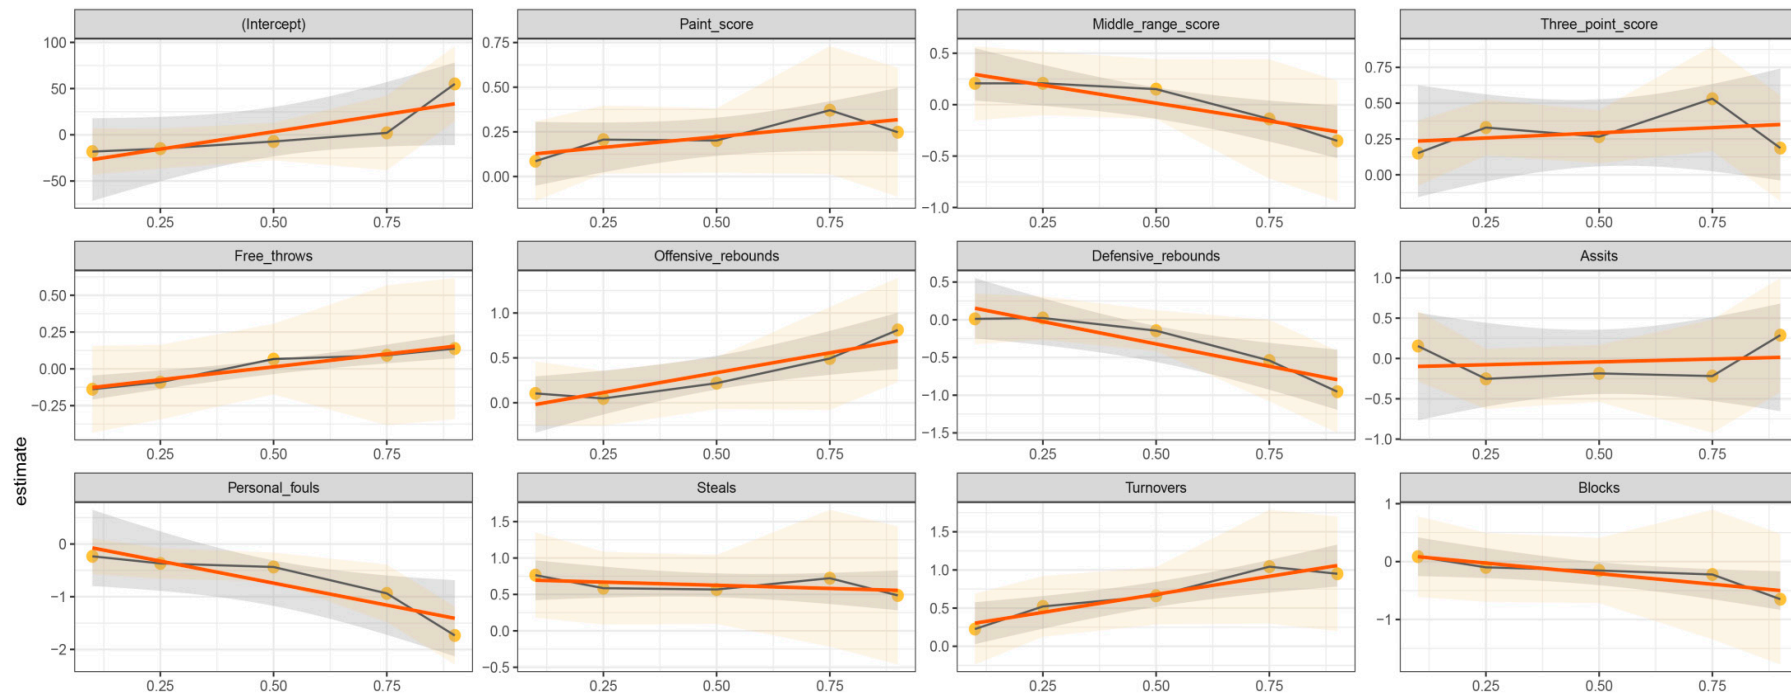 (Intercept) Paint_score Middle_range_score Three_point_score
100 0.75 0.5 0.75
50 0.50 0.0 0.50
0 0.25 −0.5 0.25
−50 0.00 −1.0 0.00
0.25 0.50 0.75 0.25 0.50 0.75 0.25 0.50 0.75 0.25 0.50 0.75
Free_throws Offensive_rebounds Defensive_rebounds Assits
0.50 1.0 0.5 1.0
0.25 0.5 0.0 0.5
0.00 0.0 −0.5 0.0
−0.25 −1.0 −0.5
−1.5 −1.0
0.25 0.50 0.75 0.25 0.50 0.75 0.25 0.50 0.75 0.25 0.50 0.75
estimate
Personal_fouls Steals Turnovers Blocks
0 1.5 1.5 1
−1 1.0 1.0 0
−2 0.5 0.5 −1
0.0 0.0
−0.5
0.25 0.50 0.75 0.25 0.50 0.75 0.25 0.50 0.75 0.25 0.50 0.75